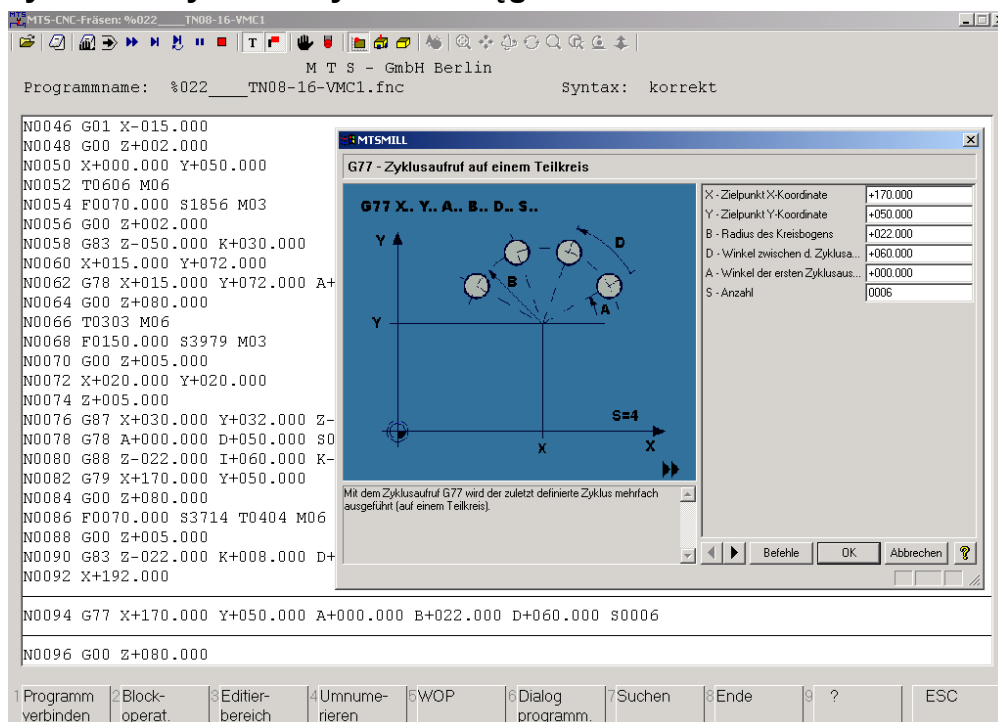 MTS-CNC-Fräsen: %022____TN08-16-VMC1
M T S - GmbH Berlin
Programmname: %022____TN08-16-VMC1.fnc Syntax: korrekt
N0046 G01 X-015.000
N0048 G00 Z+002.000
N0050 X+000.000 Y+050.000
N0052 T0606 M06
N0054 F0070.000 S1856 M03
N0056 G00 Z+002.000
N0058 G83 Z-050.000 K+030.000
N0060 X+015.000 Y+072.000
N0062 G78 X+015.000 Y+072.000 A+
N0064 G00 Z+080.000
N0066 T0303 M06
N0068 F0150.000 S3979 M03
N0070 G00 Z+005.000
N0072 X+020.000 Y+020.000
N0074 Z+005.000
N0076 G87 X+030.000 Y+032.000 Z-
N0078 G78 A+000.000 D+050.000 S0
N0080 G88 Z-022.000 I+060.000 K-
N0082 G79 X+170.000 Y+050.000
N0084 G00 Z+080.000
N0086 F0070.000 S3714 T0404 M06
N0088 G00 Z+005.000
N0090 G83 Z-022.000 K+008.000 D+
N0092 X+192.000
MTSMILL
G77 - Zyklusaufruf auf einem Teilkreis
G77 X.. Y.. A.. B.. D.. S..
Y
D
B
A
Y
S=4
X
X
X - Zielpunkt X-Koordinate +170.000
Y - Zielpunkt Y-Koordinate +050.000
B - Radius des Kreisbogens +022.000
D - Winkel zwischen d. Zyklusa... +060.000
A - Winkel der ersten Zyklusaus... +000.000
S - Anzahl 0006
Mit dem Zyklusaufruf G77 wird der zuletzt definierte Zyklus mehrfach
ausgeführt (auf einem Teilkreis).
Befehle OK Abbrechen ?
N0094 G77 X+170.000 Y+050.000 A+000.000 B+022.000 D+060.000 S0006
N0096 G00 Z+080.000
1 Programm verbinden
2 Block- operat.
3 Editier- bereich
4 Umnume- rieren
5 WOP
6 Dialog programm.
7 Suchen
8 Ende
9 ?
ESC